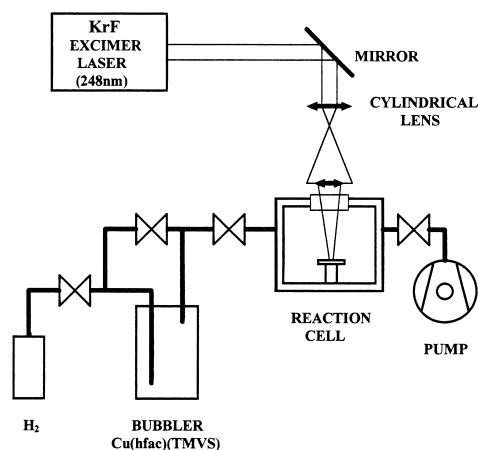 KrF
EXCIMER
LASER
(248nm)
MIRROR
CYLINDRICAL
LENS
REACTION
CELL
PUMP
H₂
BUBBLER
Cu(hfac)(TMVS)